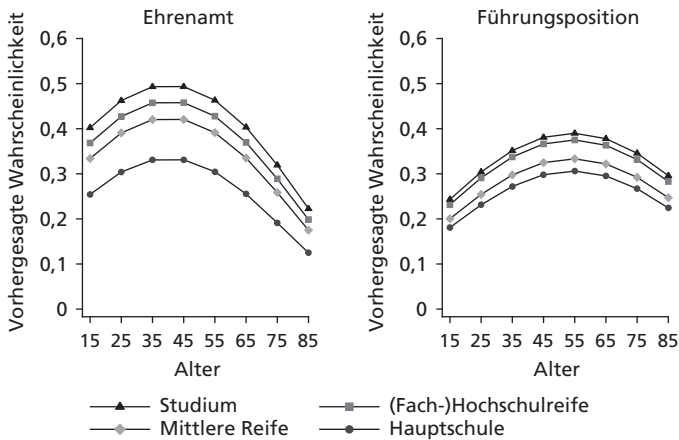 Ehrenamt
Vorhergesagte Wahrscheinlichkeit
0,6
0,5
0,4
0,3
0,2
0,1
0
15 25 35 45 55 65 75 85
Alter
Führungsposition
Vorhergesagte Wahrscheinlichkeit
0,6
0,5
0,4
0,3
0,2
0,1
0
15 25 35 45 55 65 75 85
Alter
Studium
(Fach-)Hochschulreife
Mittlere Reife
Hauptschule